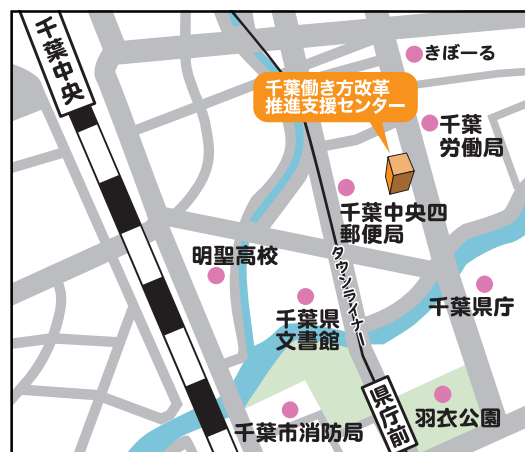 千葉中央
きぼーる
千葉働き方改革
推進支援センター
千葉
労働局
千葉中央四
郵便局
明聖高校
タウンライナー
千葉県庁
千葉県
文書館
県庁前
羽衣公園
千葉市消防局